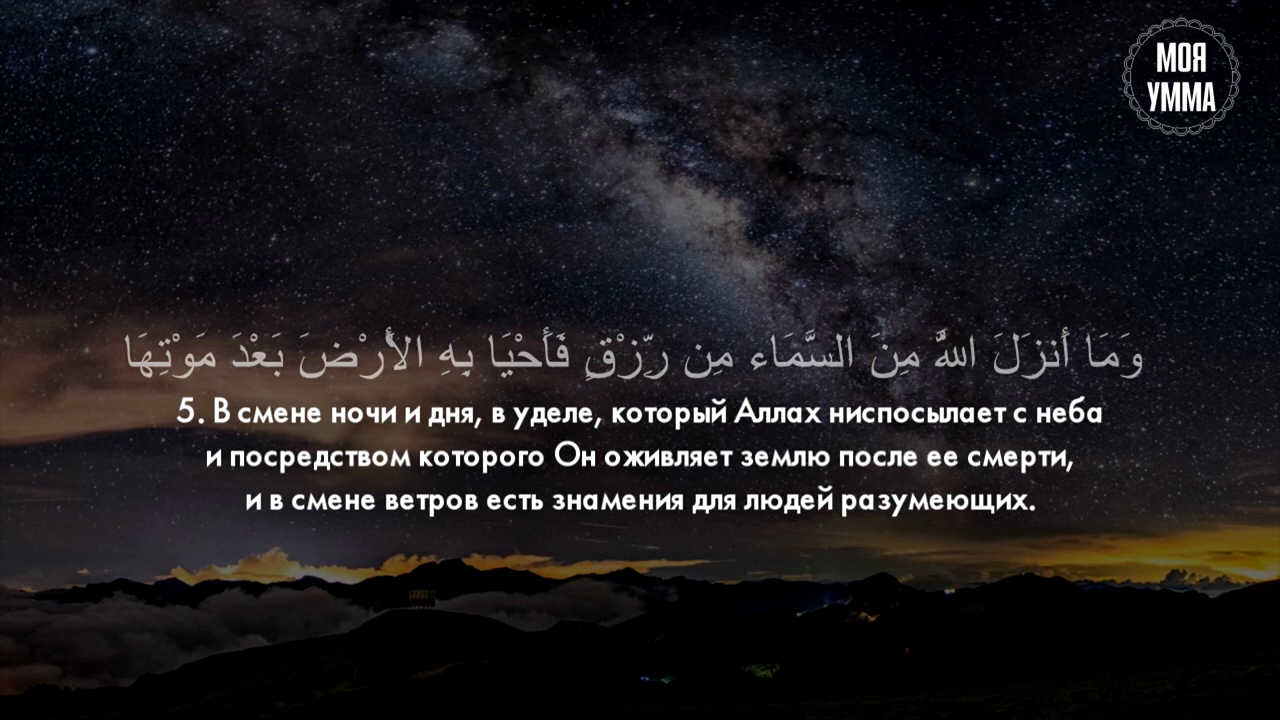 МОЯ
УММА
وَمَا أَنزَلَ اللَّهُ مِنَ السَّمَاء مِن رِّزْقٍ فَأَحْيَا بِهِ الأَرْضَ بَعْدَ مَوْتِهَا
5. В смене ночи и дня, в уделе, который Аллах ниспосылает с неба
и посредством которого Он оживляет землю после ее смерти,
и в смене ветров есть знамения для людей разумеющих.